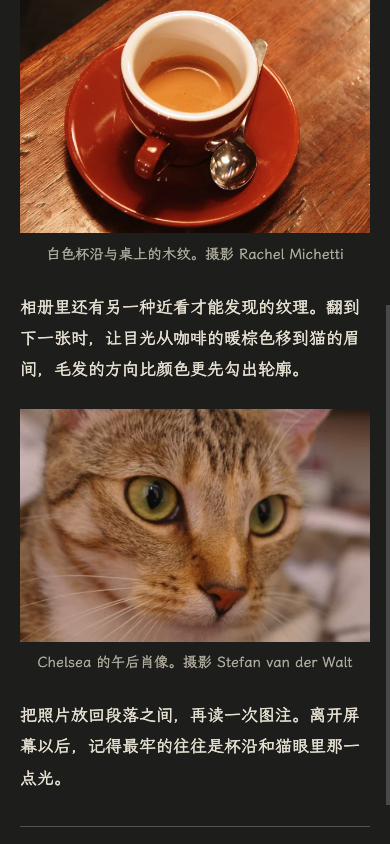 白色杯沿与桌上的木纹。摄影 Rachel Michetti
相册里还有另一种近看才能发现的纹理。翻到
下一张时，让目光从咖啡的暖棕色移到猫的眉
间，毛发的方向比颜色更先勾出轮廓。
Chelsea 的午后肖像。摄影 Stefan van der Walt
把照片放回段落之间，再读一次图注。离开屏
幕以后，记得最牢的往往是杯沿和猫眼里那一
点光。